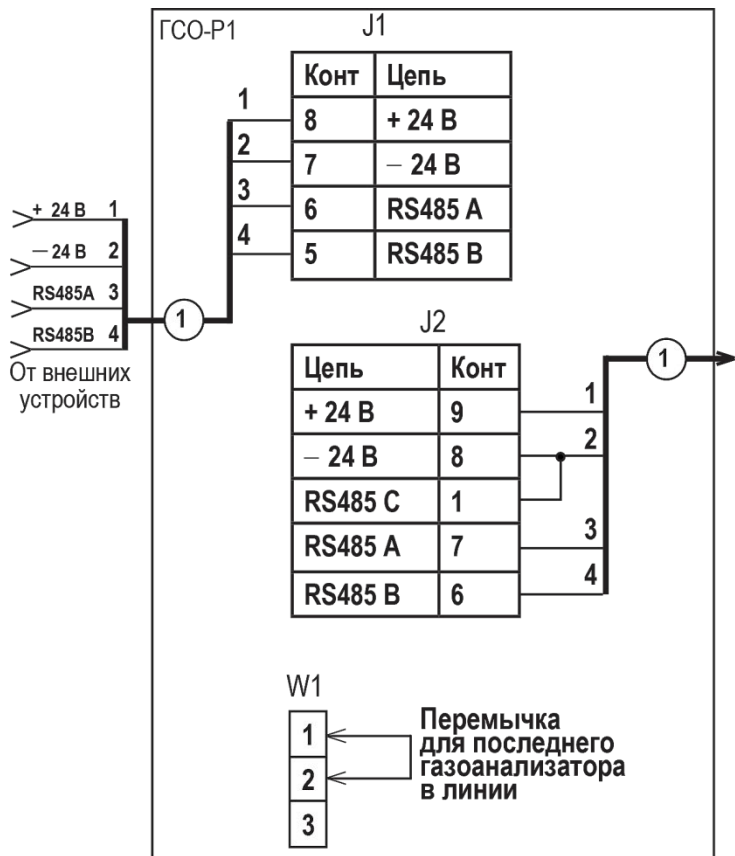 ГСО-Р1
J1
Конт Цепь
8 + 24 В
7 – 24 В
6 RS485 A
5 RS485 B
1
2
3
4
+ 24 В 1
– 24 В 2
RS485A 3
RS485B 4
От внешних
устройств
1
J2
Цепь Конт
+ 24 В 9
– 24 В 8
RS485 C 1
RS485 A 7
RS485 B 6
1
2
3
4
1
W1
1
2
3
Перемычка
для последнего
газоанализатора
в линии